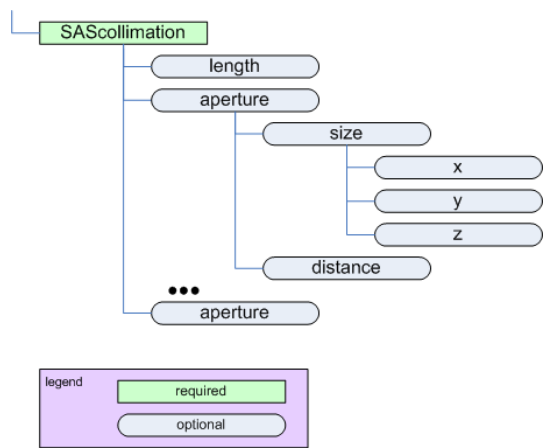 SAScollimation
length
aperture
size
x
y
z
distance
•••
aperture
legend
required
optional